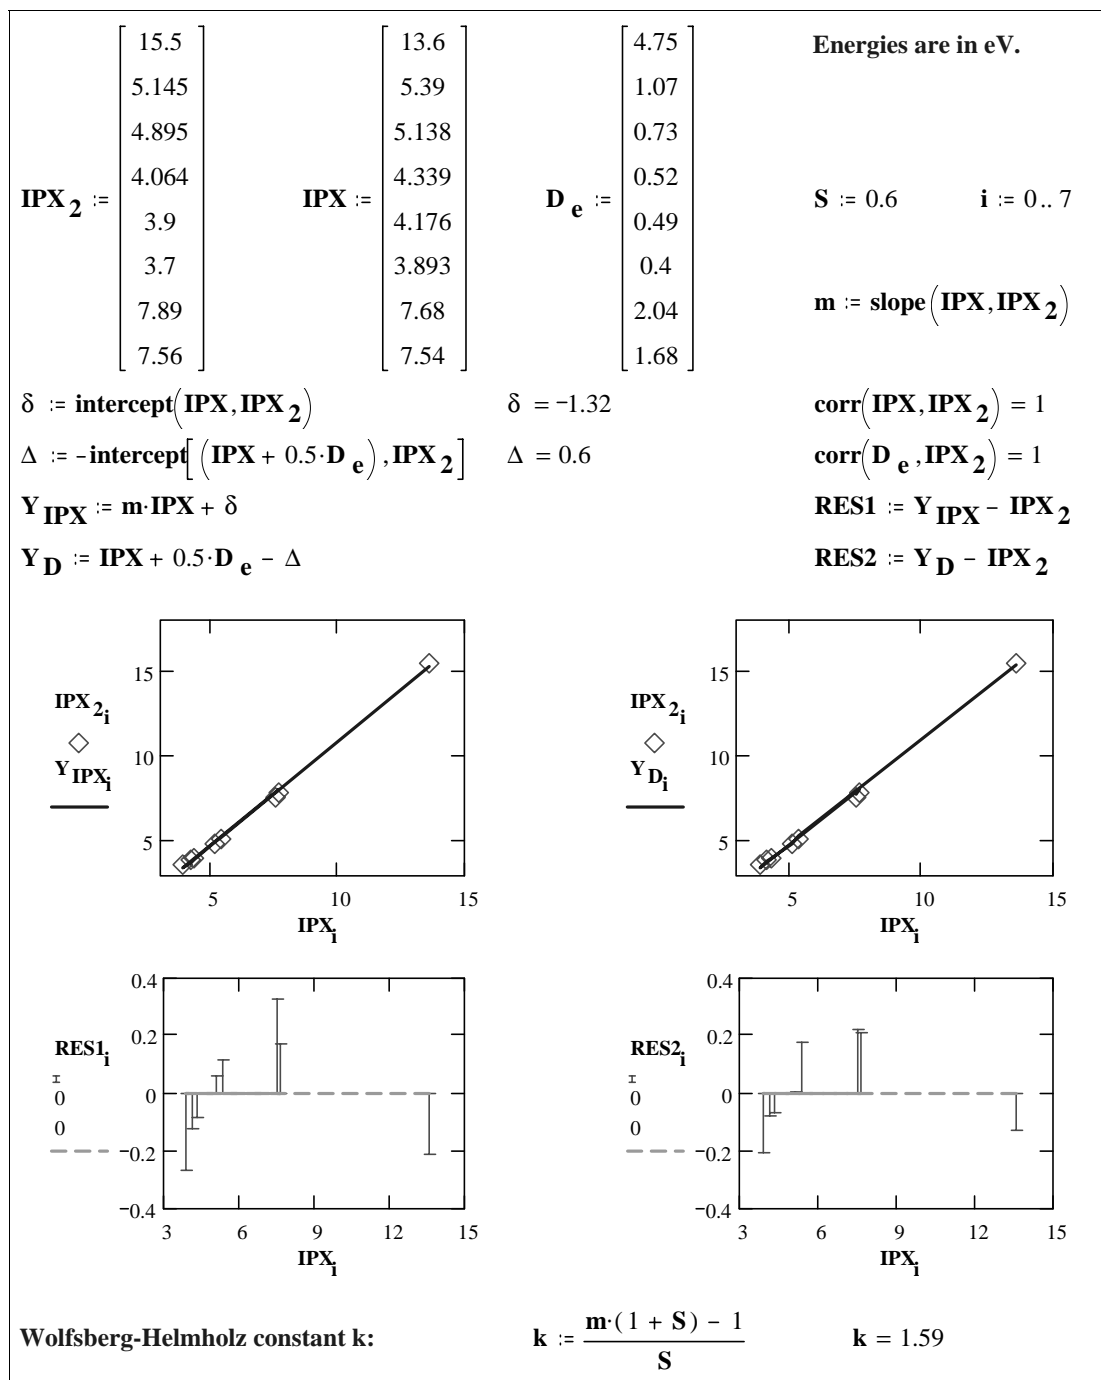 IPX2 := [15.5 5.145 4.895 4.064 3.9 3.7 7.89 7.56]
IPX := [13.6 5.39 5.138 4.339 4.176 3.893 7.68 7.54]
De := [4.75 1.07 0.73 0.52 0.49 0.4 2.04 1.68]
Energies are in eV.
S := 0.6 i := 0 .. 7
m := slope(IPX, IPX2)
δ := intercept(IPX, IPX2) δ = −1.32 corr(IPX, IPX2) = 1
Δ := −intercept[(IPX + 0.5·De), IPX2] Δ = 0.6 corr(De, IPX2) = 1
YIPX := m·IPX + δ RES1 := YIPX − IPX2
YD := IPX + 0.5·De − Δ RES2 := YD − IPX2
IPX2i
YIPXi
15
10
5
5 10 15
IPXi
IPX2i
YDi
15
10
5
5 10 15
IPXi
RES1i
0
0
0.4
0.2
0
−0.2
−0.4
3 6 9 12 15
IPXi
RES2i
0
0
0.4
0.2
0
−0.2
−0.4
3 6 9 12 15
IPXi
Wolfsberg-Helmholz constant k: k := (m·(1 + S) − 1)/S k = 1.59